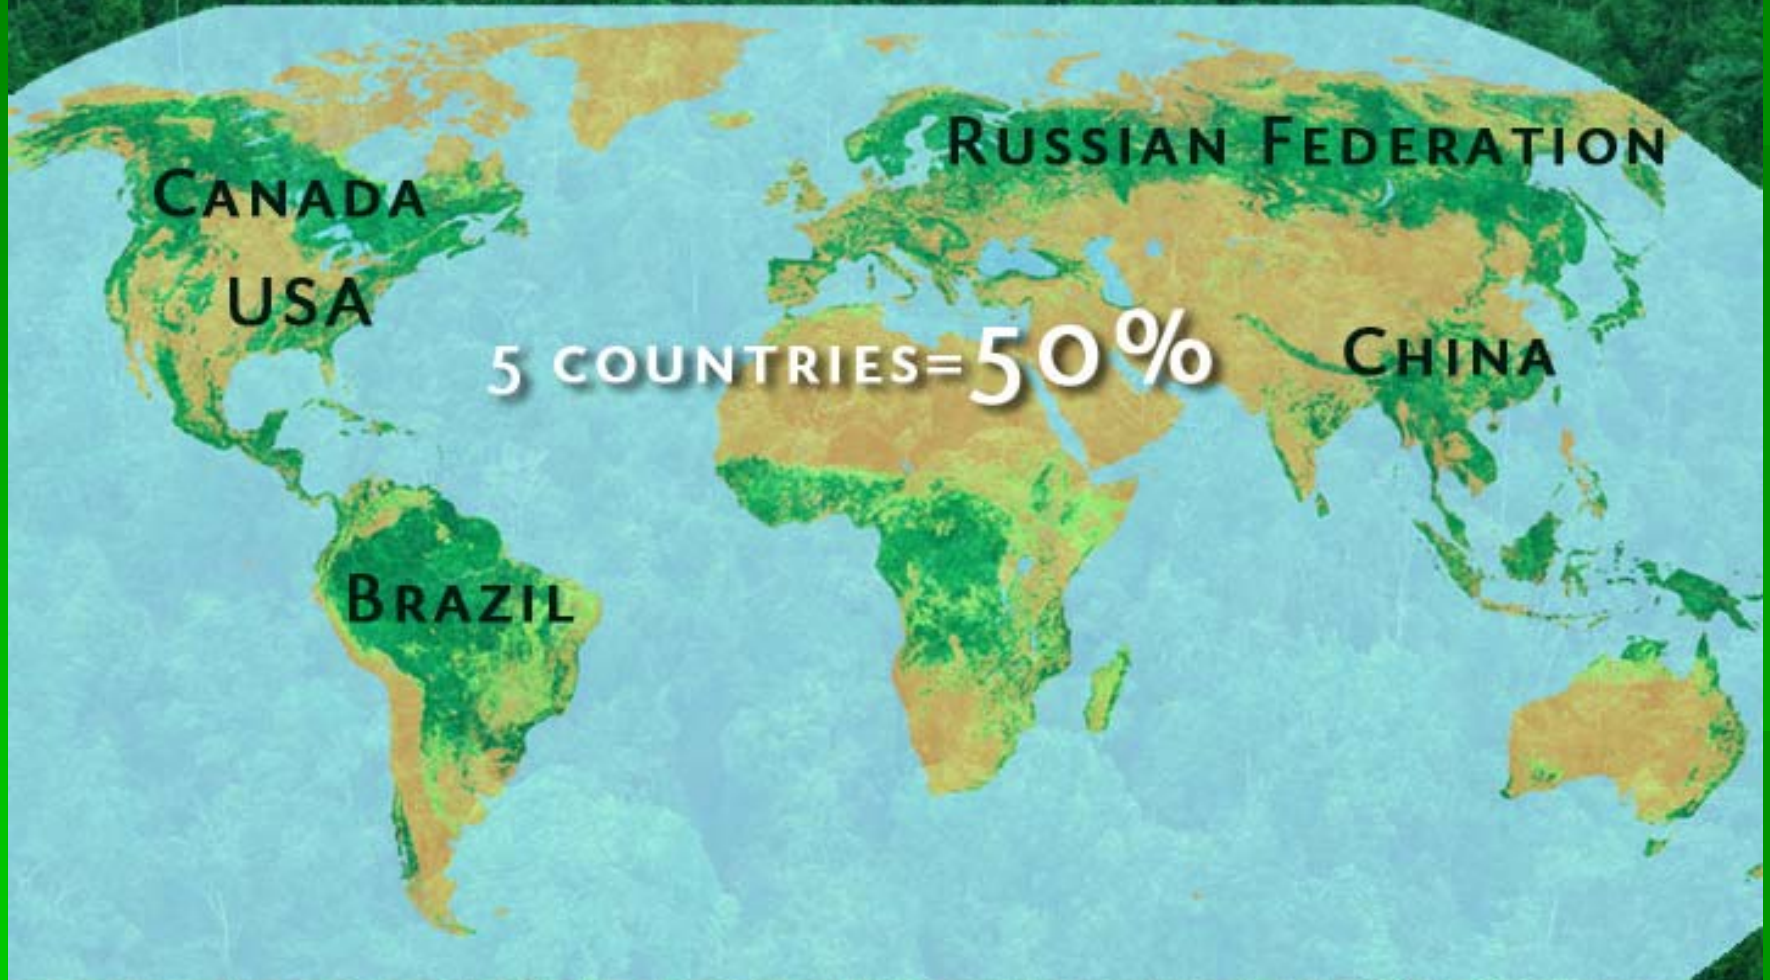 Russian Federation
Canada
USA
5 countries=50%
China
Brazil